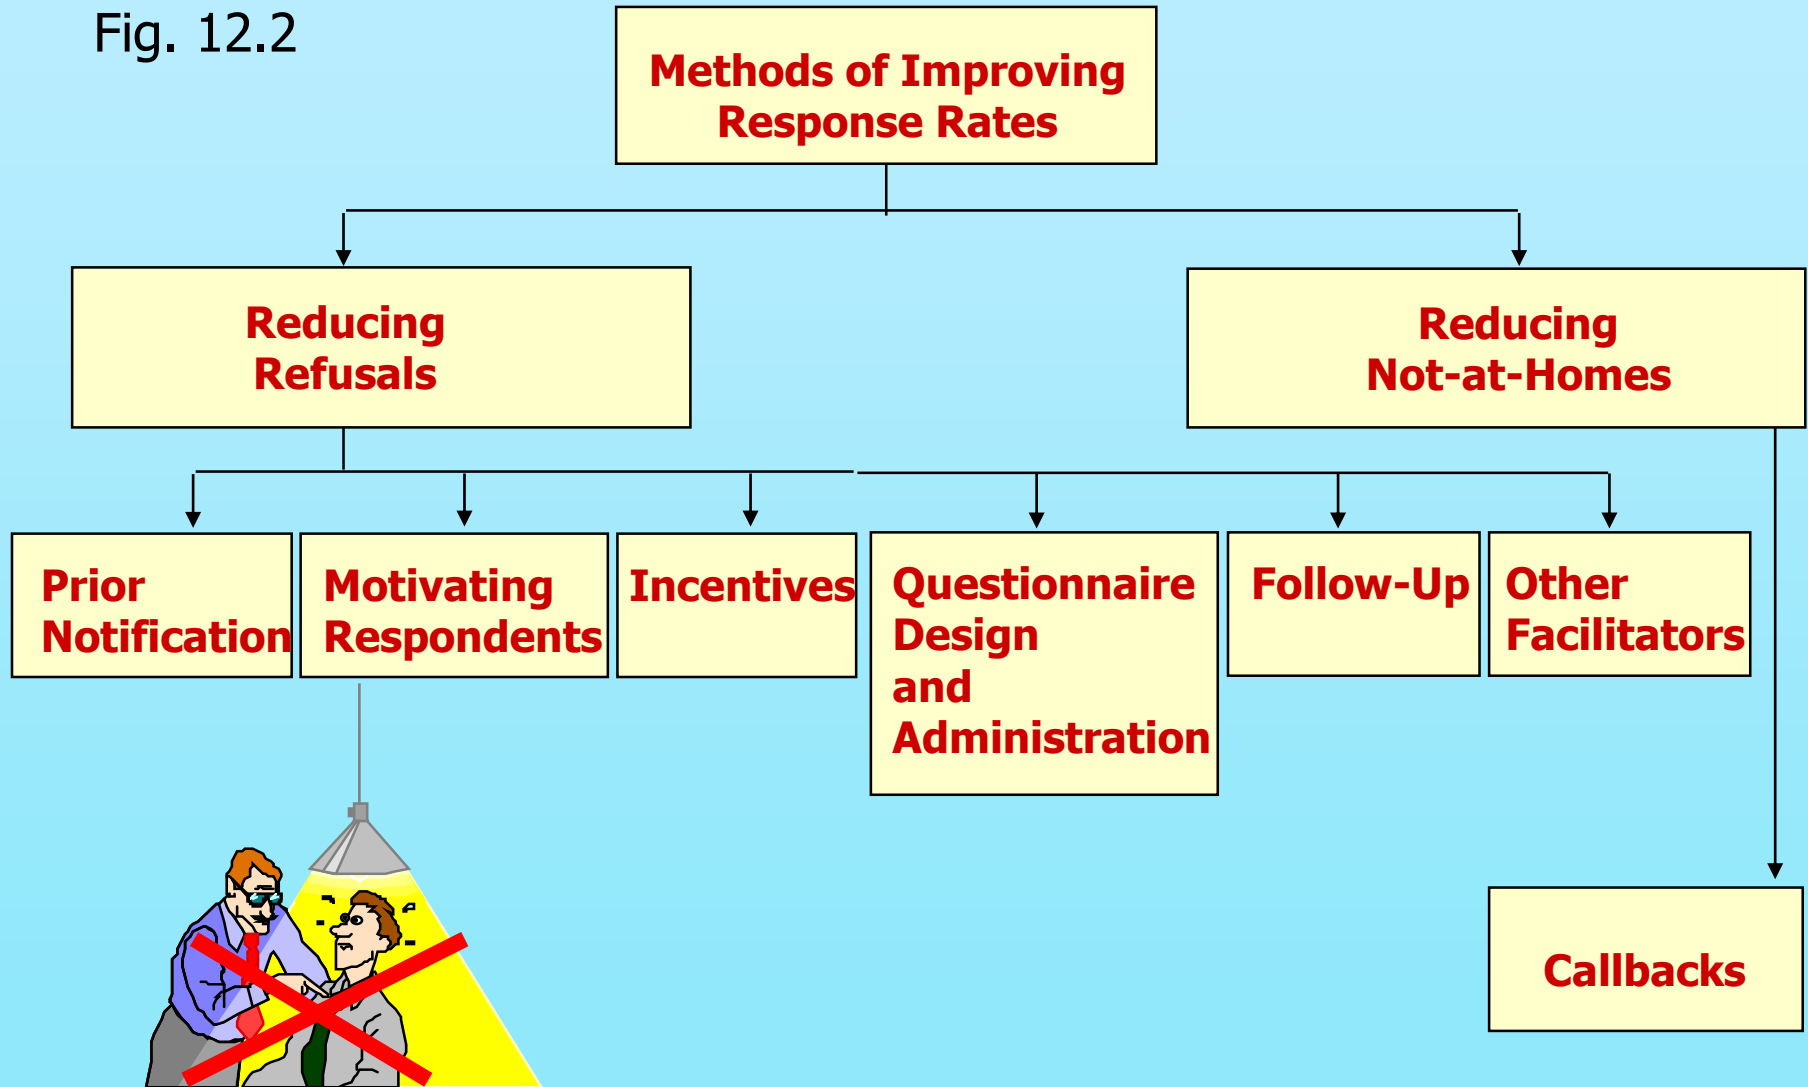 Fig. 12.2
Methods of Improving
Response Rates
Reducing
Refusals
Reducing
Not-at-Homes
Prior
Notification
Motivating
Respondents
Incentives
Questionnaire
Design
and
Administration
Follow-Up
Other
Facilitators
Callbacks